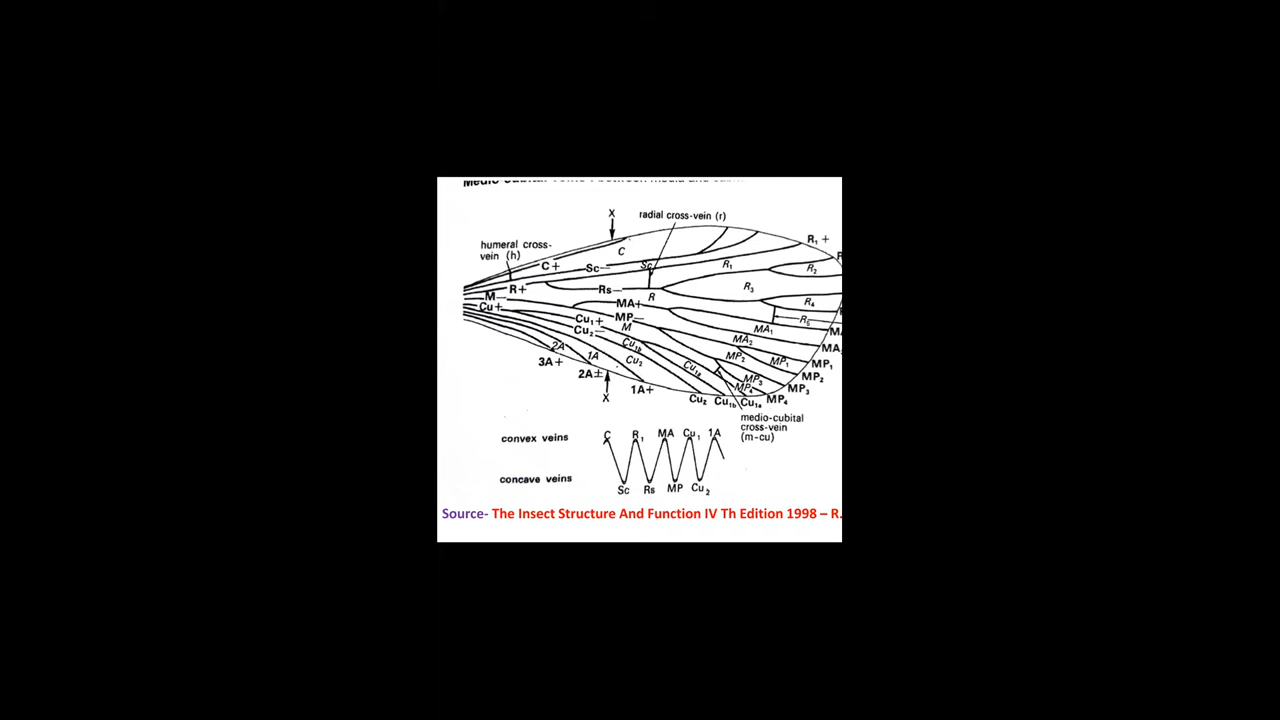 X
radial cross-vein (r)
humeral cross-
vein (h)
C
R₁ +
C+
Sc—
Sc
R₁
R₂
R+
Rs—
R
R₃
M—
MA+
R₄
Cu+
Cu₁+
MP—
R₅
Cu₂—
M
MA₁
2A
1A
Cu₁b
MA₂
3A+
Cu₂
Cu₁a
MP₂
MP₁
MP₁
2A±
MP₃
MP₂
MP₄
MP₃
X
1A+
Cu₂
Cu₁b
Cu₁a
MP₄
medio-cubital
cross-vein
(m-cu)
convex veins
C R₁ MA Cu₁ 1A
concave veins
Sc Rs MP Cu₂
Source- The Insect Structure And Function IV Th Edition 1998 – R.